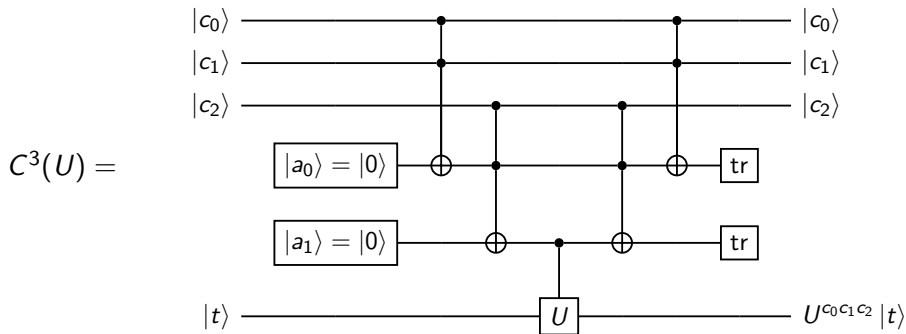 |c₀⟩ |c₀⟩
|c₁⟩ |c₁⟩
|c₂⟩ |c₂⟩
C³(U) = |a₀⟩ = |0⟩ tr
|a₁⟩ = |0⟩ tr
|t⟩ U U^{c₀c₁c₂} |t⟩